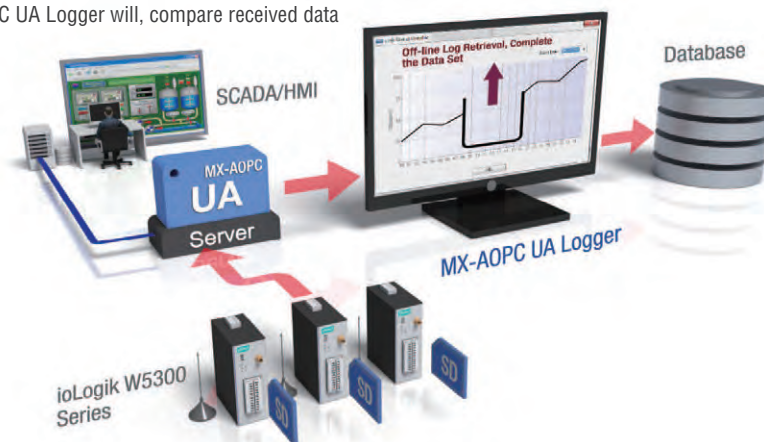 C UA Logger will, compare received data
Off-line Log Retrieval, Complete
the Data Set
Database
SCADA/HMI
MX-AOPC
UA
Server
MX-AOPC UA Logger
ioLogik W5300
Series
SD
SD
SD